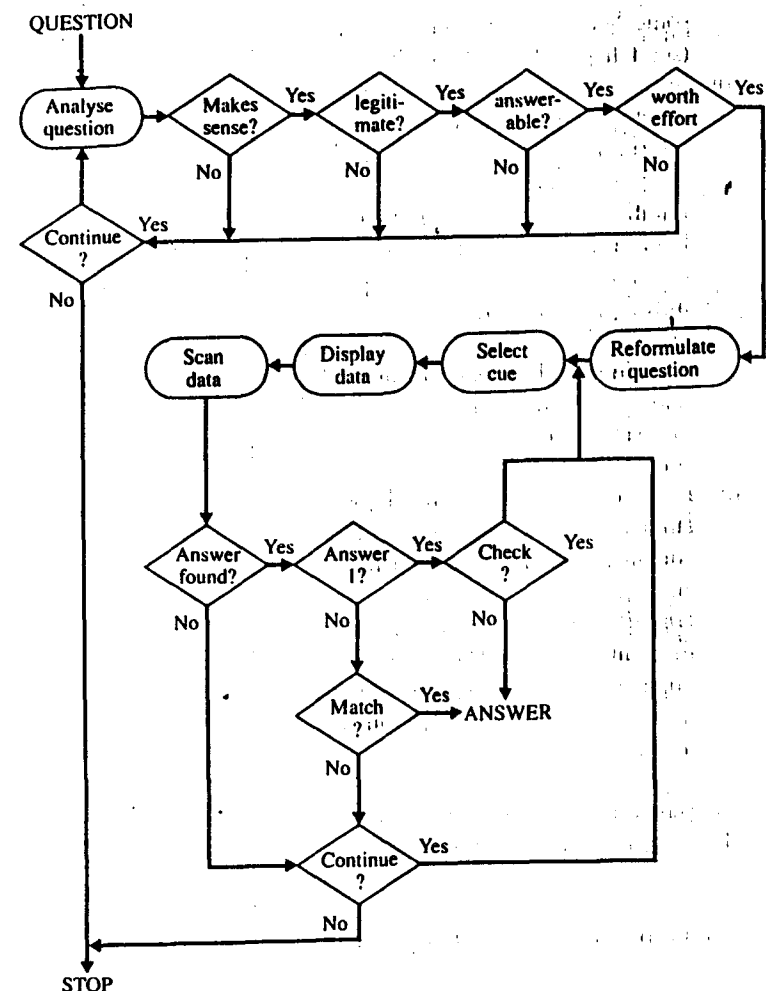 QUESTION
Analyse
question
Makes
sense?
Yes
legiti-
mate?
Yes
answer-
able?
Yes
worth
effort
Yes
No
No
No
No
Continue
?
Yes
No
Scan
data
Display
data
Select
cue
Reformulate
question
Answer
found?
Yes
Answer
1?
Yes
Check
?
Yes
No
No
No
Match
?
Yes
ANSWER
No
Continue
?
Yes
No
STOP